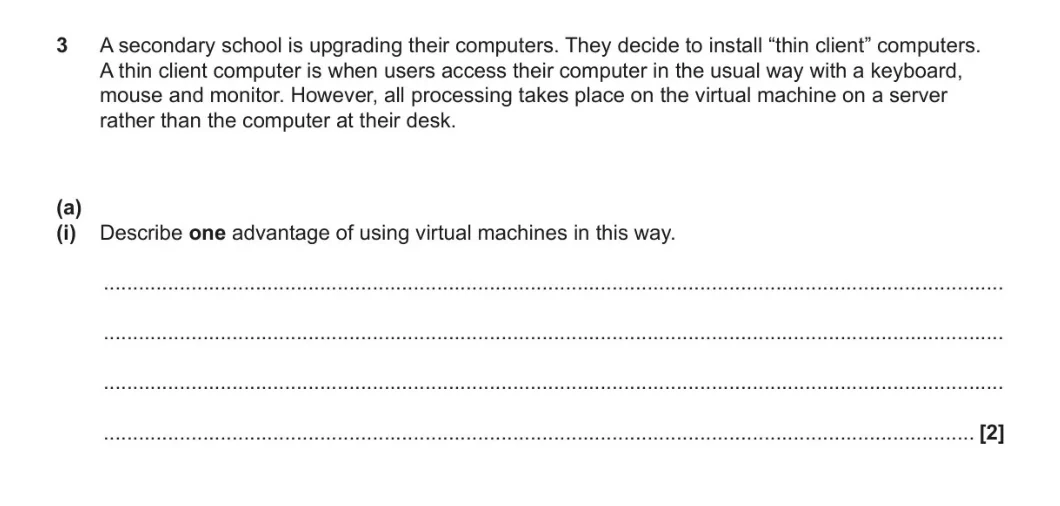 3 A secondary school is upgrading their computers. They decide to install “thin client” computers.
A thin client computer is when users access their computer in the usual way with a keyboard,
mouse and monitor. However, all processing takes place on the virtual machine on a server
rather than the computer at their desk.
(a)
(i) Describe one advantage of using virtual machines in this way.
[2]